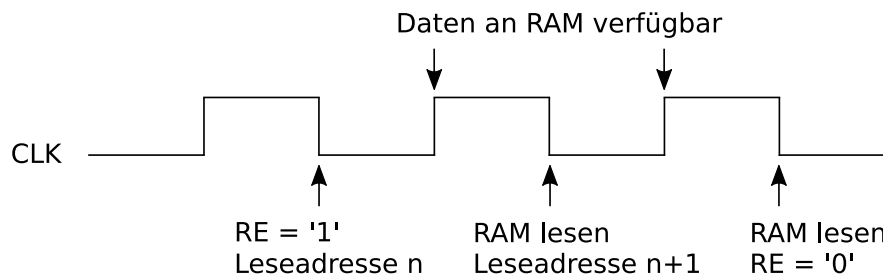 Daten an RAM verfügbar
CLK
RE = '1'
Leseadresse n
RAM lesen
Leseadresse n+1
RAM lesen
RE = '0'